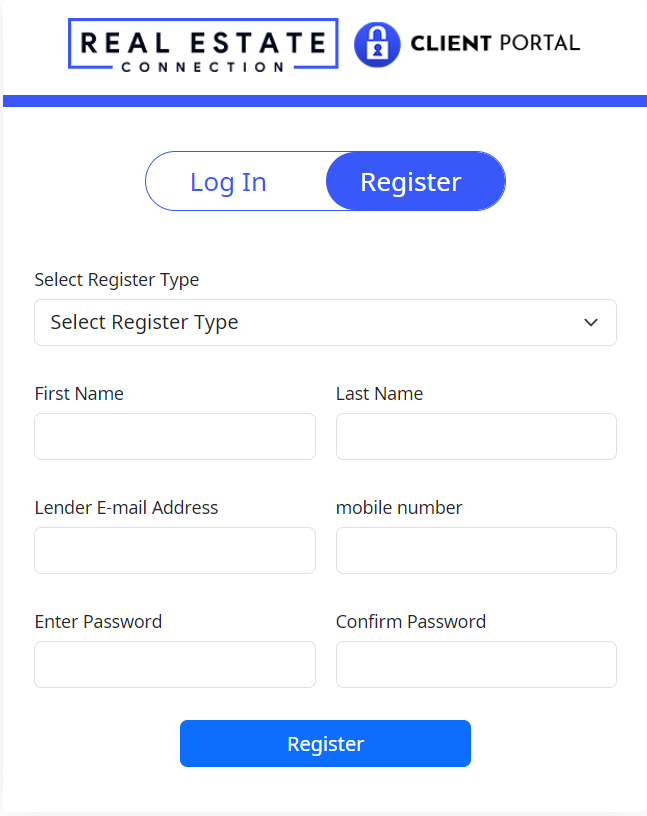 REAL ESTATE
CONNECTION
CLIENT PORTAL
Log In
Register
Select Register Type
Select Register Type
First Name
Last Name
Lender E-mail Address
mobile number
Enter Password
Confirm Password
Register